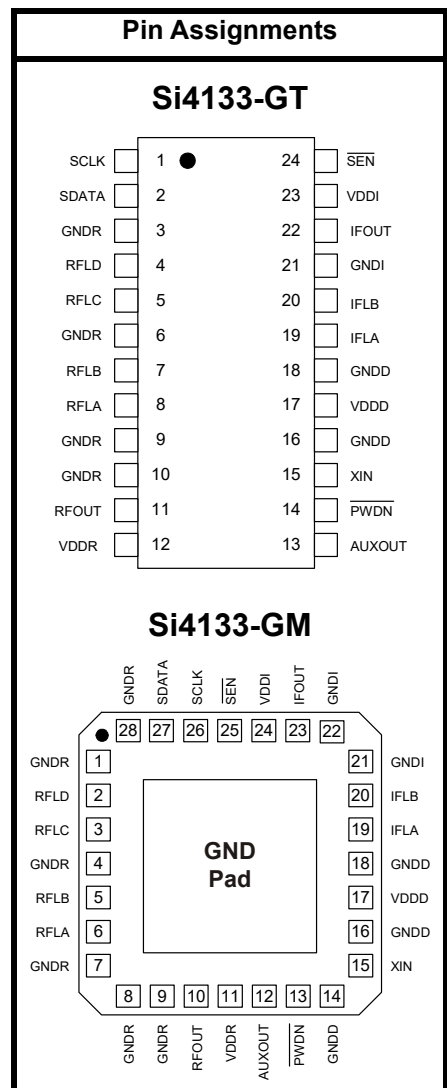 Pin Assignments
Si4133-GT
SCLK 1 24 SEN
SDATA 2 23 VDDI
GNDR 3 22 IFOUT
RFLD 4 21 GNDI
RFLC 5 20 IFLB
GNDR 6 19 IFLA
RFLB 7 18 GNDD
RFLA 8 17 VDDD
GNDR 9 16 GNDD
GNDR 10 15 XIN
RFOUT 11 14 PWDN
VDDR 12 13 AUXOUT
Si4133-GM
GNDR SDATA SCLK SEN VDDI IFOUT GNDI
28 27 26 25 24 23 22
GNDR 1 21 GNDI
RFLD 2 20 IFLB
RFLC 3 19 IFLA
GNDR 4 18 GNDD
RFLB 5 17 VDDD
RFLA 6 16 GNDD
GNDR 7 15 XIN
GND
Pad
8 9 10 11 12 13 14
GNDR GNDR RFOUT VDDR AUXOUT PWDN GNDD